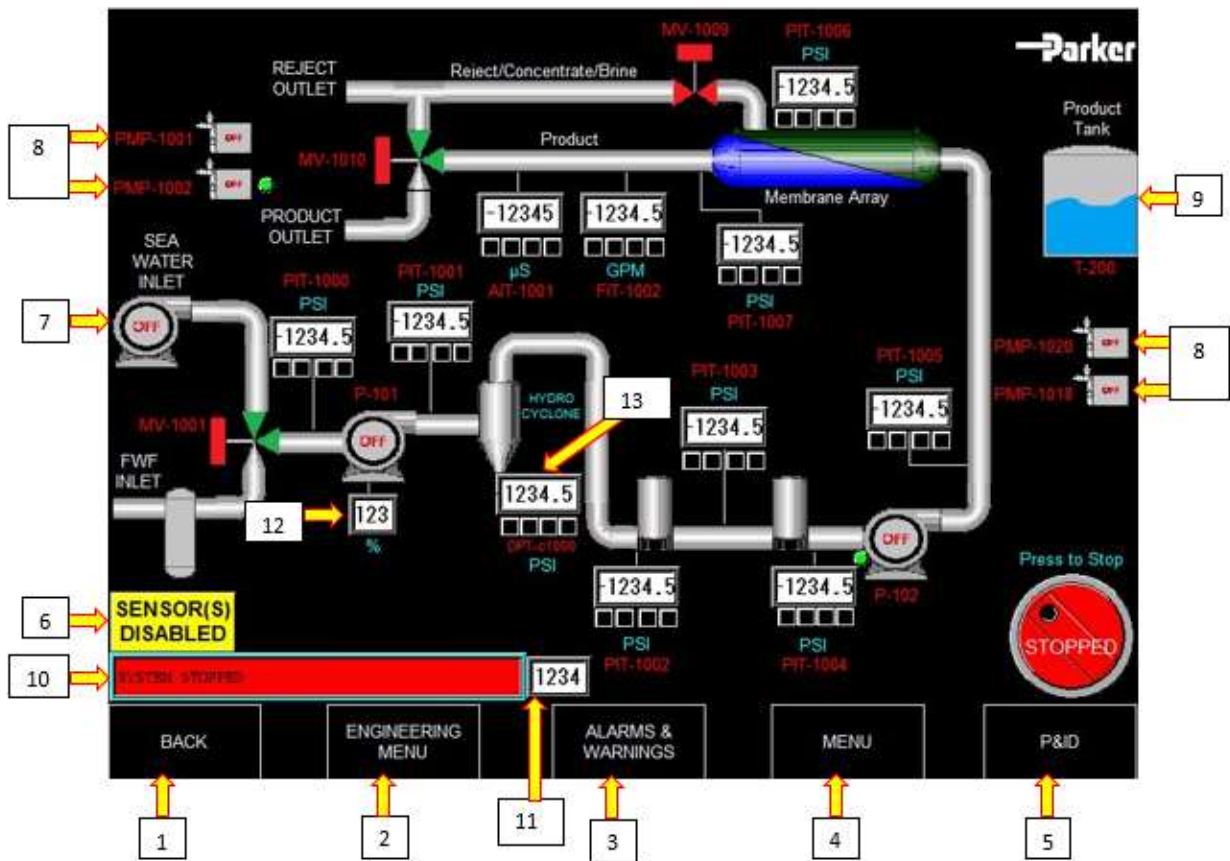 MV-1009
PIT-1006
PSI
-1234.5
Parker
REJECT
OUTLET
Reject/Concentrate/Brine
Product
Tank
8
PMP-1001
OFF
PMP-1002
OFF
MV-1010
Product
Membrane Array
9
T-200
PRODUCT
OUTLET
-12345
µS
AIT-1001
-1234.5
GPM
FIT-1002
-1234.5
PSI
PIT-1007
SEA
WATER
INLET
7
OFF
PIT-1000
PSI
-1234.5
PIT-1001
PSI
-1234.5
PMP-1020
OFF
PMP-1018
OFF
8
PIT-1003
PSI
-1234.5
PIT-1005
PSI
-1234.5
P-101
OFF
HYDRO
CYCLONE
13
MV-1001
FWF
INLET
12
123
%
1234.5
PSI
OFF
P-102
-1234.5
PSI
PIT-1002
-1234.5
PSI
PIT-1004
Press to Stop
STOPPED
6
SENSOR(S)
DISABLED
10
SYSTEM STOPPED
1234
BACK
ENGINEERING
MENU
ALARMS &
WARNINGS
MENU
P&ID
1
2
11
3
4
5